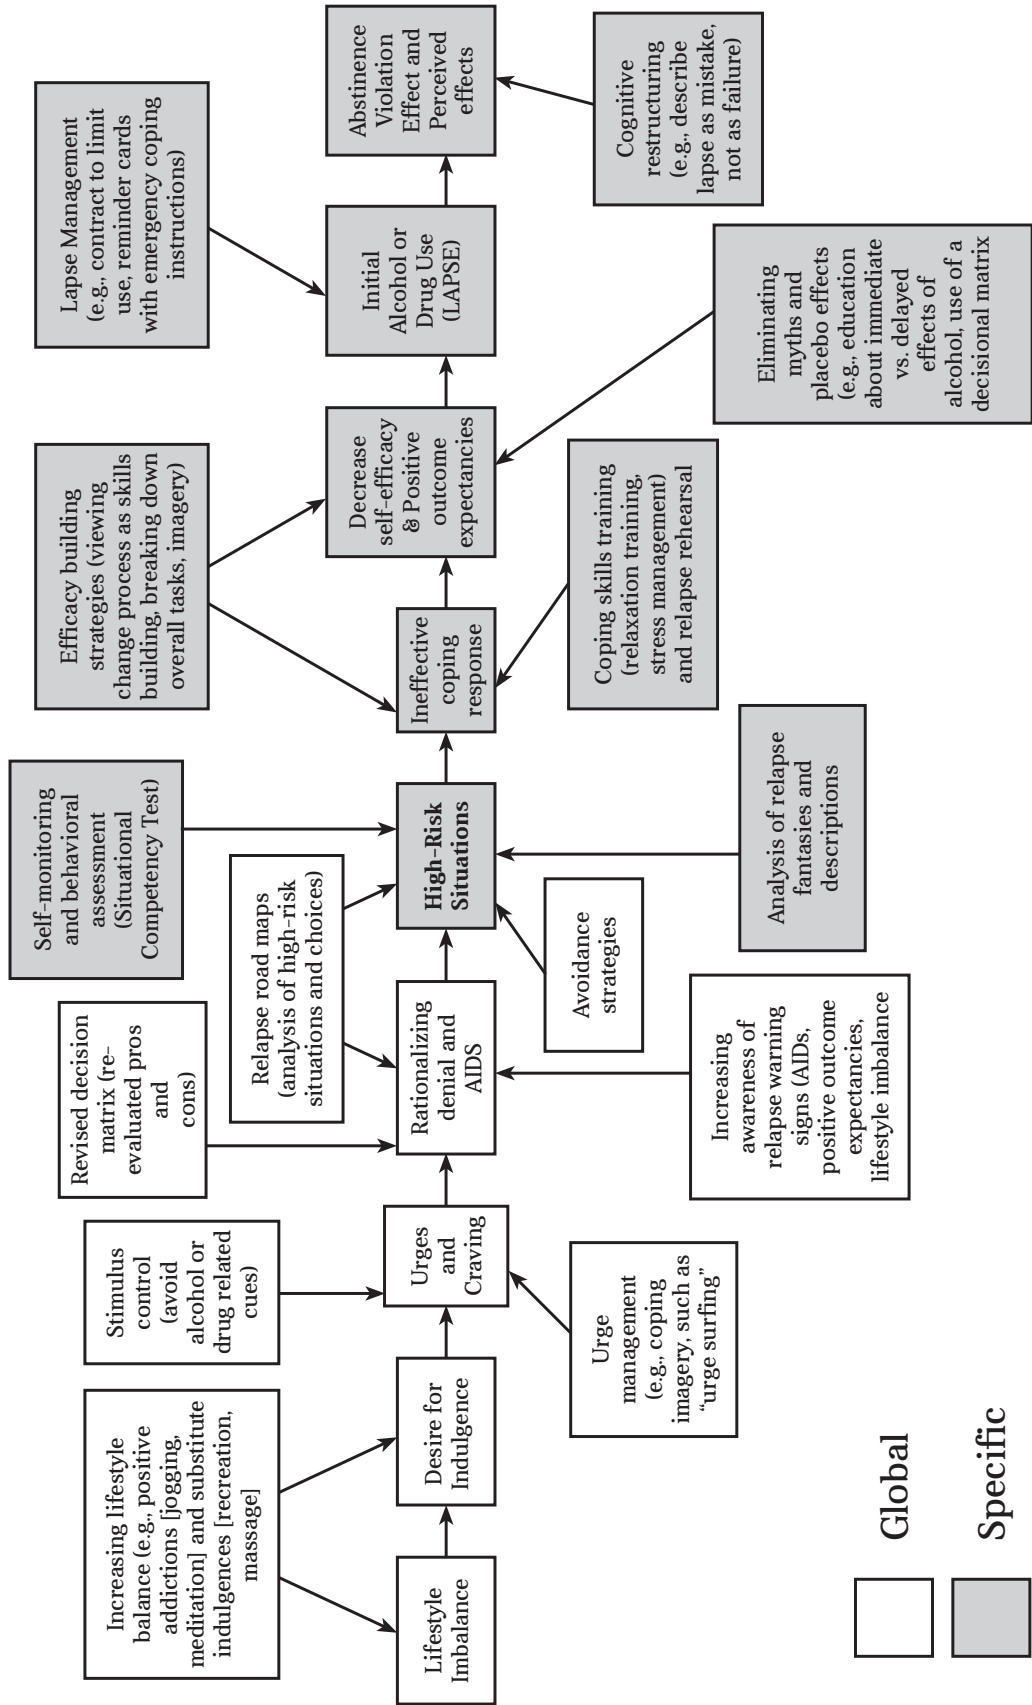 Increasing lifestyle
balance (e.g., positive
addictions [jogging,
meditation] and substitute
indulgences [recreation,
massage]
Stimulus
control
(avoid
alcohol or
drug related
cues)
Revised decision
matrix (re-
evaluated pros
and
cons)
Self-monitoring
and behavioral
assessment
(Situational
Competency Test)
Relapse road maps
(analysis of high-risk
situations and choices)
Efficacy building
strategies (viewing
change process as skills
building, breaking down
overall tasks, imagery)
Lapse Management
(e.g., contract to limit
use, reminder cards
with emergency coping
instructions)
Lifestyle
Imbalance
Desire for
Indulgence
Urges
and
Craving
Rationalizing
denial and
AIDS
High-Risk
Situations
Ineffective
coping
response
Decrease
self-efficacy
& Positive
outcome
expectancies
Initial
Alcohol or
Drug Use
(LAPSE)
Abstinence
Violation
Effect and
Perceived
effects
Urge
management
(e.g., coping
imagery, such as
“urge surfing”
Increasing
awareness of
relapse warning
signs (AIDs,
positive outcome
expectancies,
lifestyle imbalance
Avoidance
strategies
Analysis of relapse
fantasies and
descriptions
Coping skills training
(relaxation training,
stress management)
and relapse rehearsal
Eliminating
myths and
placebo effects
(e.g., education
about immediate
vs. delayed
effects of
alcohol, use of a
decisional matrix
Cognitive
restructuring
(e.g., describe
lapse as mistake,
not as failure)
Global
Specific